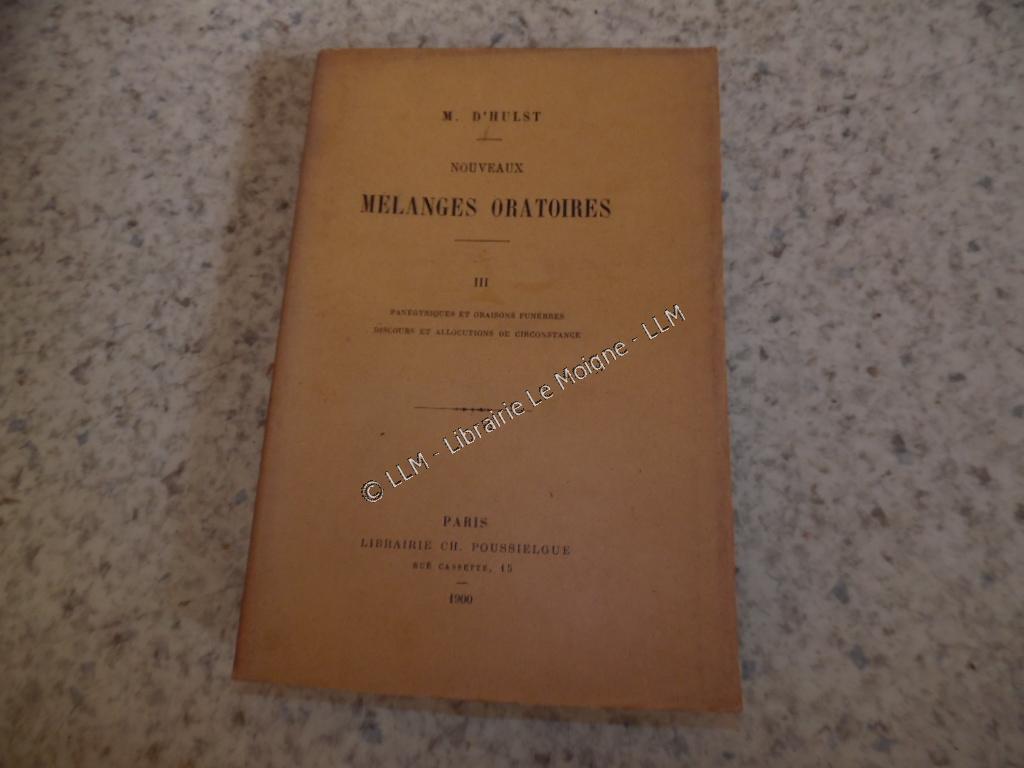 M. D'HULST
NOUVEAUX
MÉLANGES ORATOIRES
III
PANÉGYRIQUES ET ORAISONS FUNÈBRES
DISCOURS ET ALLOCUTIONS DE CIRCONSTANCE
© LLM - Librairie Le Moigne - LLM
PARIS
LIBRAIRIE CH. POUSSIELGUE
RUE CASSETTE, 15
1900